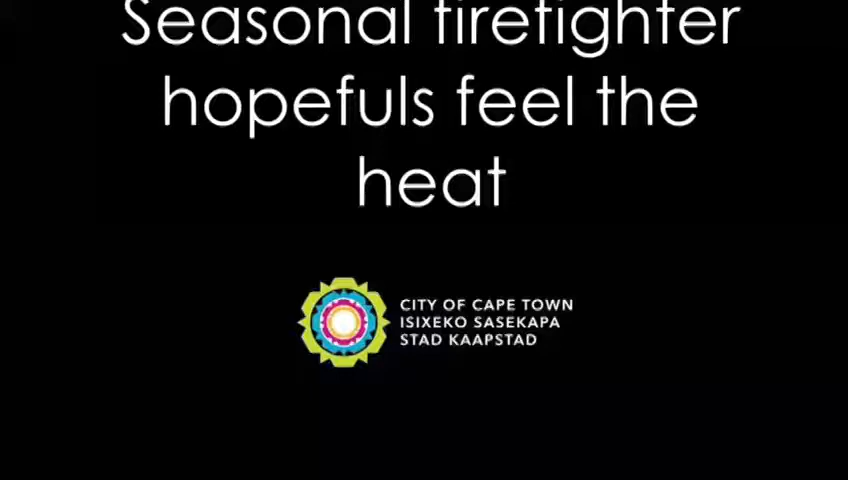 Seasonal firefighter
hopefuls feel the
heat
CITY OF CAPE TOWN
ISIXEKO SASEKAPA
STAD KAAPSTAD